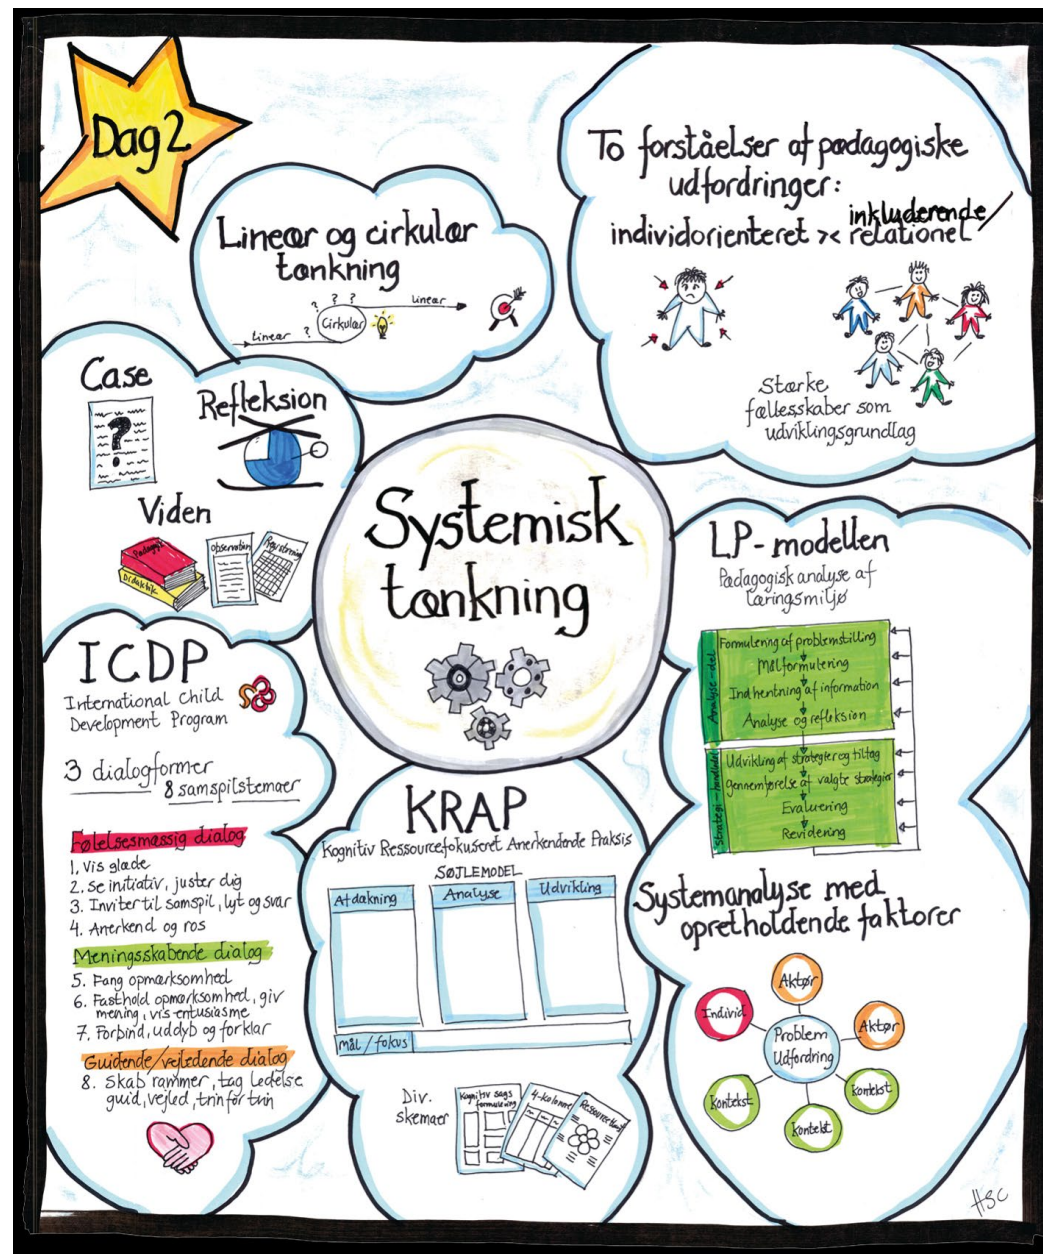 Dag 2
Lineær og cirkulær
tænkning
? ? ?
Lineær
Lineær
?
Cirkulær
To forståelser af pædagogiske
udfordringer:
inkluderende/
individorienteret >< relationel
Stærke
fællesskaber som
udviklingsgrundlag
Case
?
Refleksion
Viden
Pædagogik
Didaktik
Observation
Registrering
Systemisk
tænkning
LP-modellen
Pædagogisk analyse af
læringsmiljø
Analyse-del
Formulering af problemstilling
Målformulering
Indhentning af information
Analyse og refleksion
Udvikling af strategier og tiltag
gennemførelse af valgte strategier
Evaluering
Revidering
ICDP
International Child
Development Program
3 dialogformer
8 samspilstemaer
Følelsesmæssig dialog
1. Vis glæde
2. Se initiativ, juster dig
3. Inviter til samspil, lyt og svar
4. Anerkend og ros
Meningsskabende dialog
5. Fang opmærksomhed
6. Fasthold opmærksomhed, giv
mening, vis entusiasme
7. Forbind, uddyb og forklar
Guidende/vejledende dialog
8. Skab rammer, tag ledelse
guid, vejled, trin for trin
KRAP
Kognitiv Ressourcefokuseret Anerkendende Praksis
SØJLEMODEL
Afdækning
Analyse
Udvikling
Mål / fokus
Div.
skemaer
Kognitiv sags
formulering
4-kolonne
Systemanalyse med
opretholdende faktorer
Aktør
Individ
Aktør
Problem
Udfordring
Kontekst
Kontekst
Kontekst
HSC